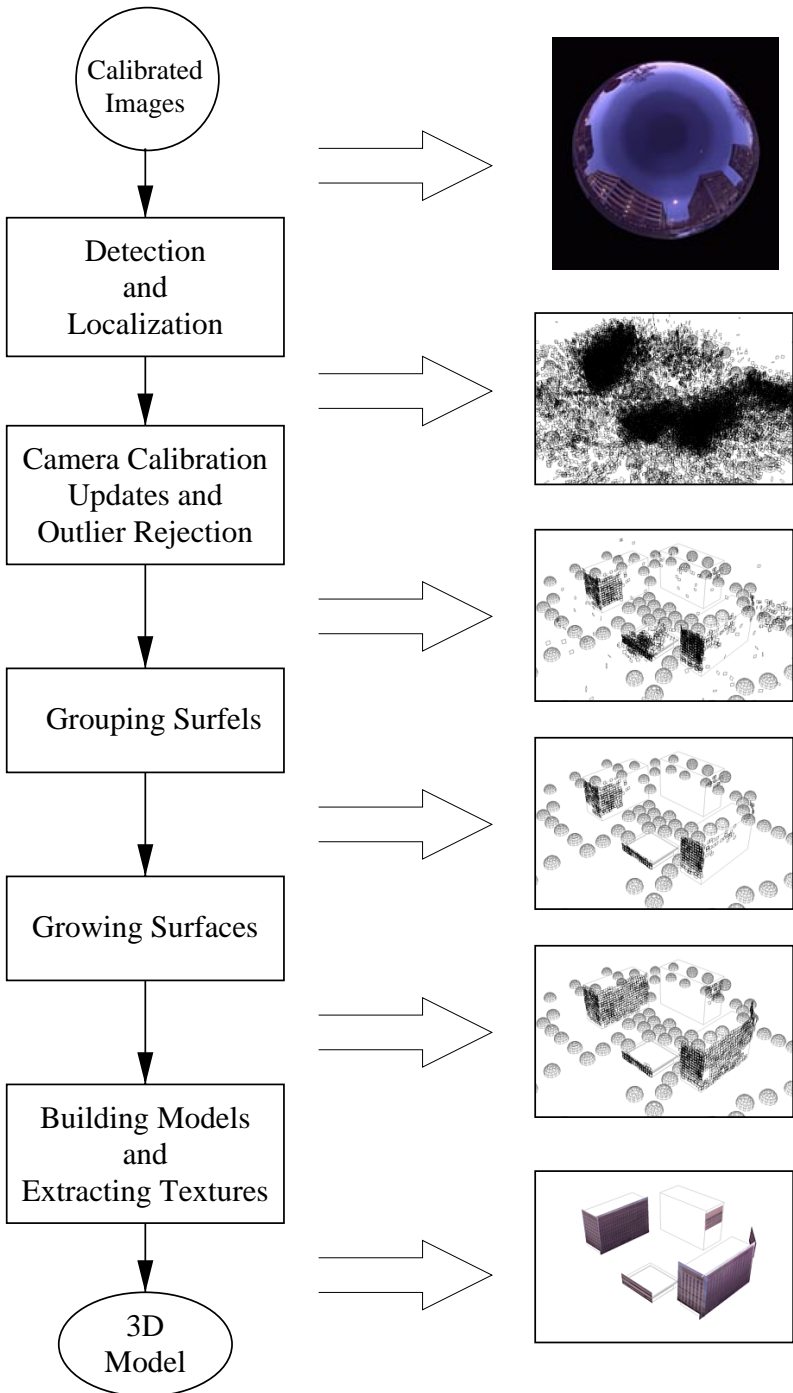 Calibrated
Images
Detection
and
Localization
Camera Calibration
Updates and
Outlier Rejection
Grouping Surfels
Growing Surfaces
Building Models
and
Extracting Textures
3D
Model